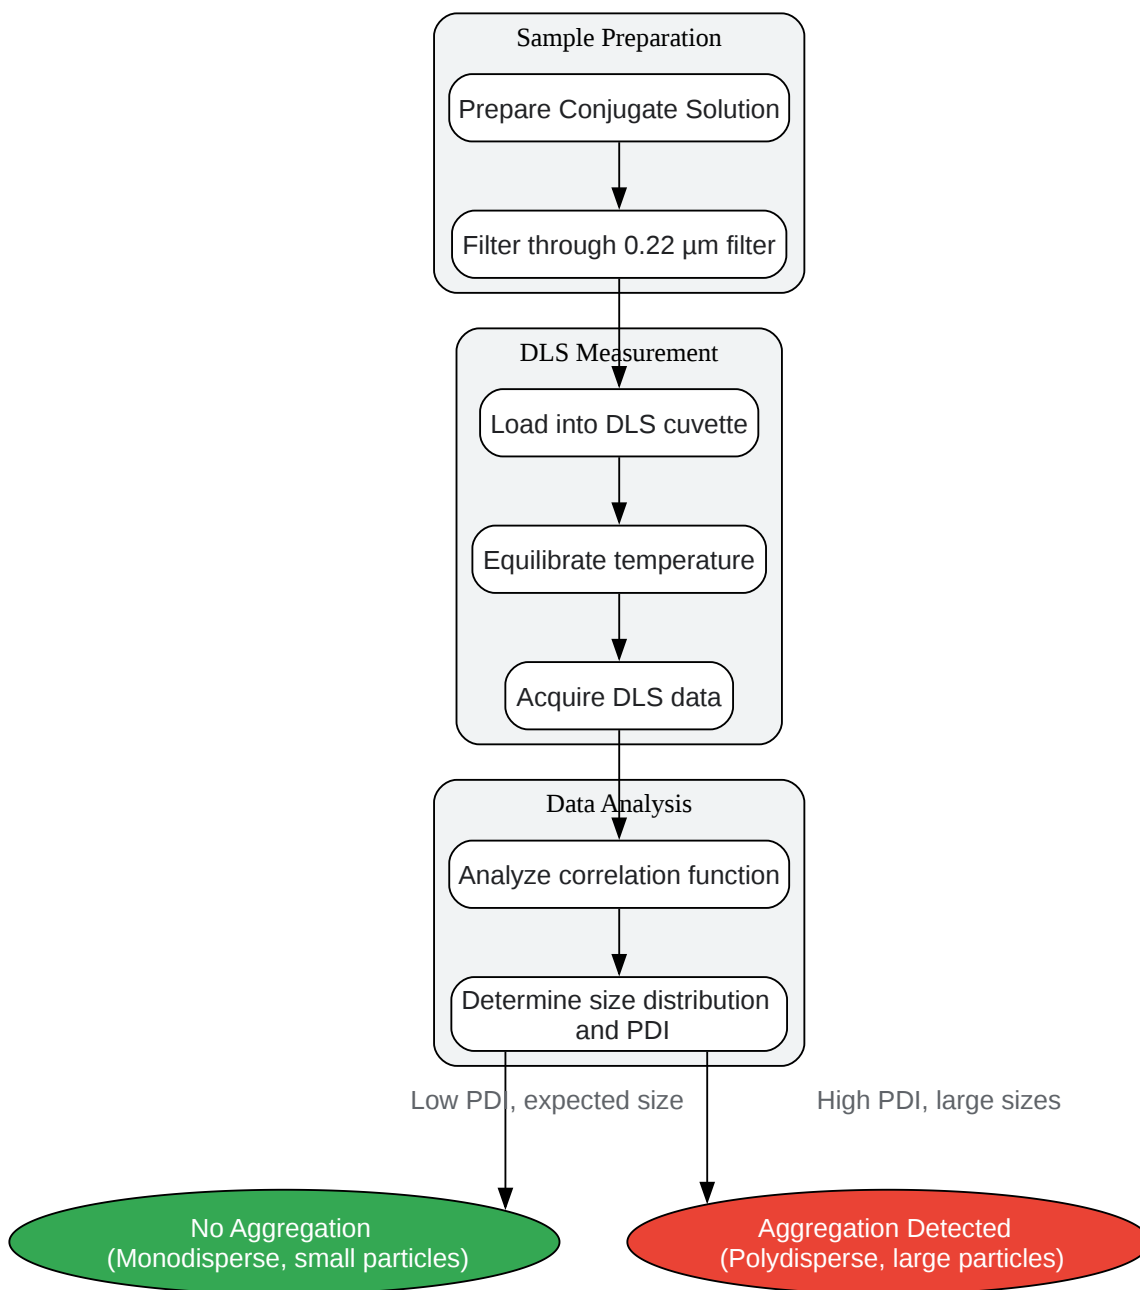 Sample Preparation
Prepare Conjugate Solution
Filter through 0.22 µm filter
DLS Measurement
Load into DLS cuvette
Equilibrate temperature
Acquire DLS data
Data Analysis
Analyze correlation function
Determine size distribution
and PDI
Low PDI, expected size
High PDI, large sizes
No Aggregation
(Monodisperse, small particles)
Aggregation Detected
(Polydisperse, large particles)